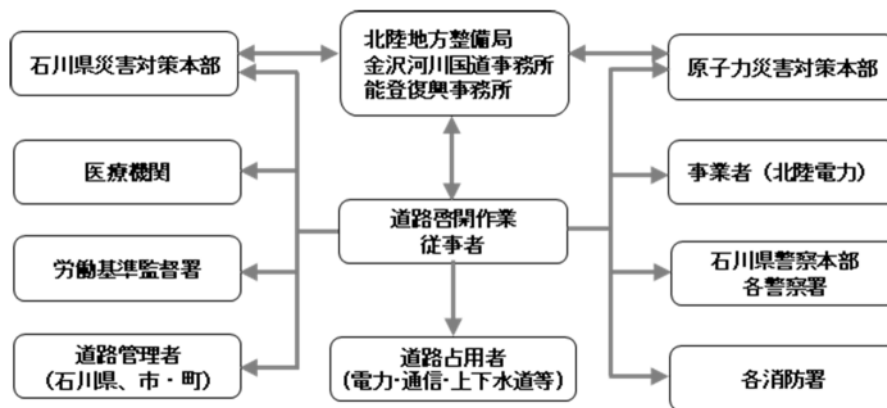 北陸地方整備局
金沢河川国道事務所
能登復興事務所
石川県災害対策本部
原子力災害対策本部
医療機関
事業者（北陸電力）
道路啓開作業
従事者
労働基準監督署
石川県警察本部
各警察署
道路管理者
（石川県、市・町）
道路占用者
（電力・通信・上下水道等）
各消防署